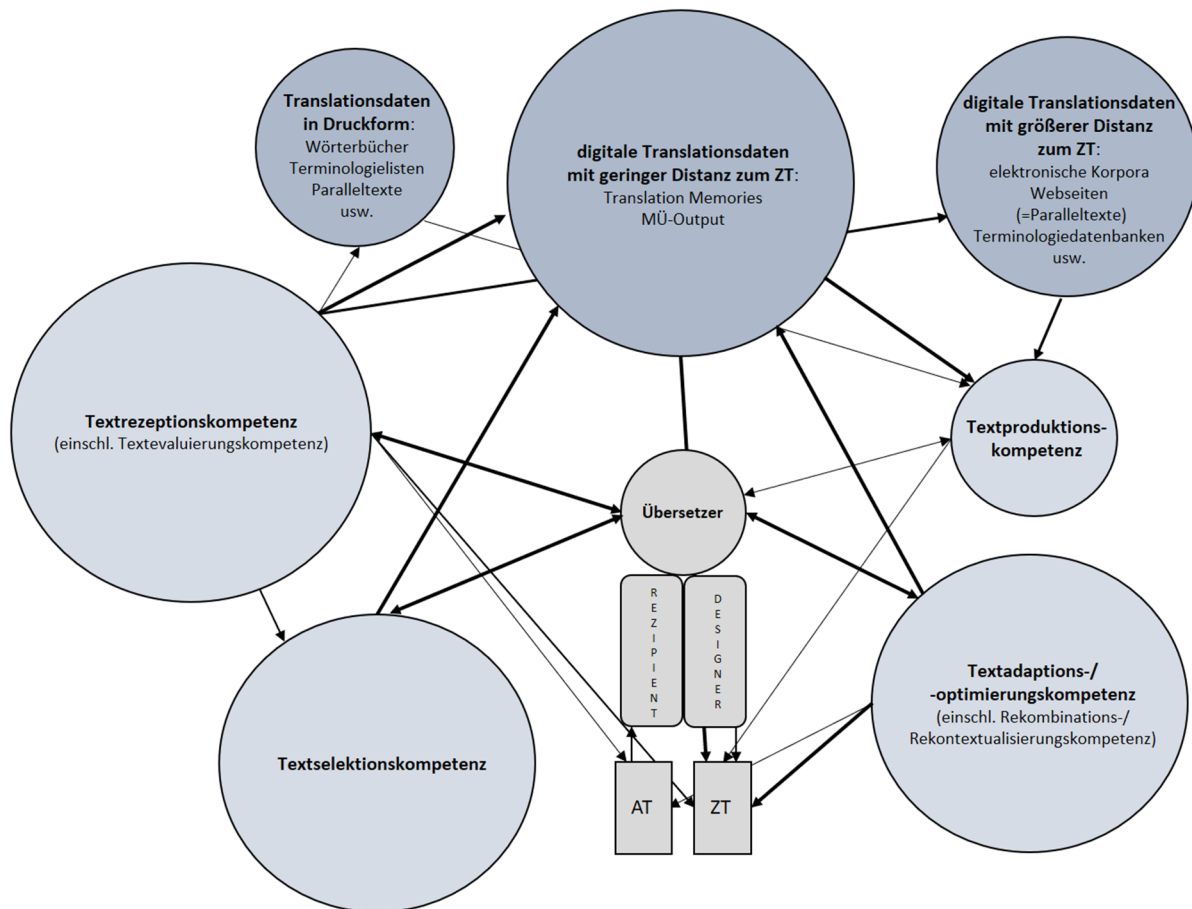 Translationsdaten
in Druckform:
Wörterbücher
Terminologielisten
Paralleltexte
usw.
digitale Translationsdaten
mit geringer Distanz zum ZT:
Translation Memories
MÜ-Output
digitale Translationsdaten
mit größerer Distanz
zum ZT:
elektronische Korpora
Webseiten
(=Paralleltexte)
Terminologiedatenbanken
usw.
Textrezeptionskompetenz
(einschl. Textevaluierungskompetenz)
Textproduktions-
kompetenz
Übersetzer
REZIPIENT
DESIGNER
Textadaptions-/
-optimierungskompetenz
(einschl. Rekombinations-/
Rekontextualisierungskompetenz)
Textselektionskompetenz
AT
ZT